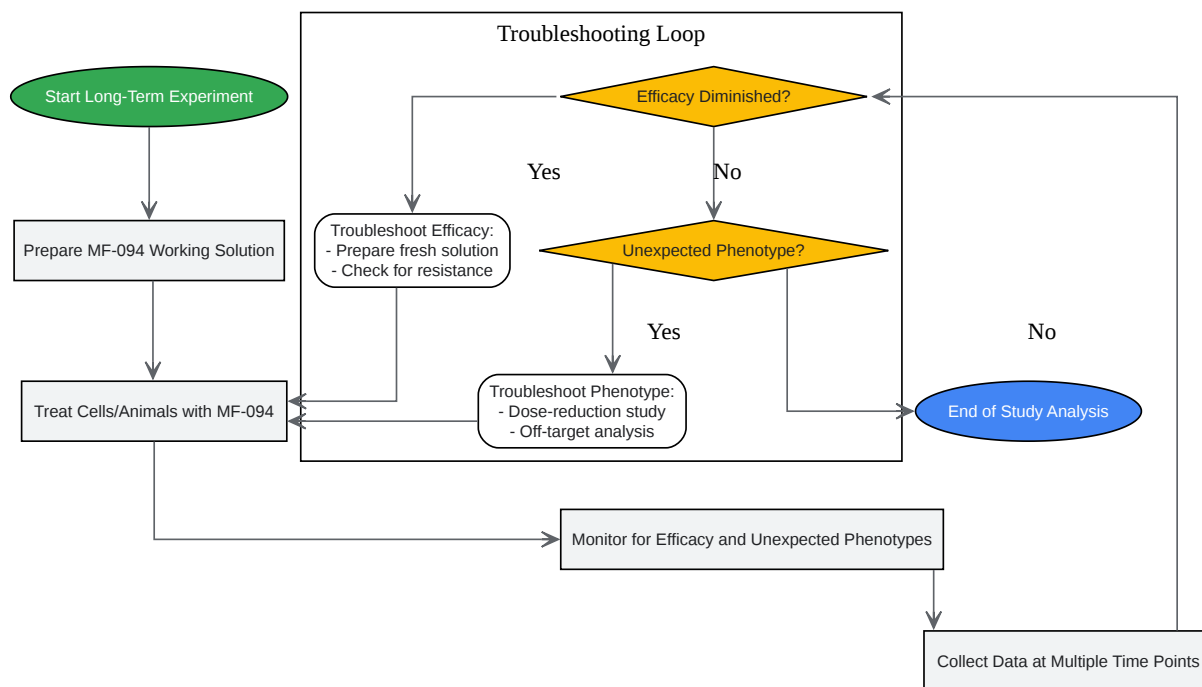 Troubleshooting Loop
Start Long-Term Experiment
Efficacy Diminished?
Yes
No
Prepare MF-094 Working Solution
Troubleshoot Efficacy:
- Prepare fresh solution
- Check for resistance
Unexpected Phenotype?
Yes
No
Treat Cells/Animals with MF-094
Troubleshoot Phenotype:
- Dose-reduction study
- Off-target analysis
End of Study Analysis
Monitor for Efficacy and Unexpected Phenotypes
Collect Data at Multiple Time Points